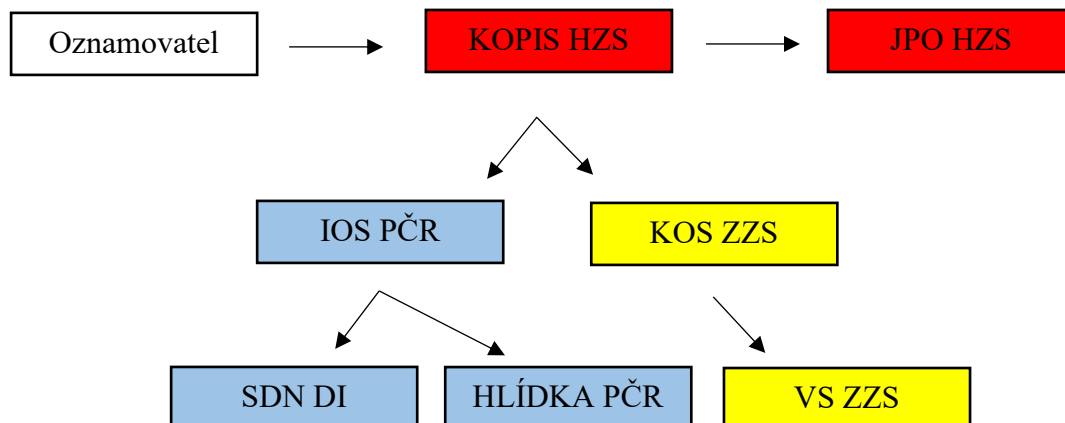 Oznamovatel
KOPIS HZS
JPO HZS
IOS PČR
KOS ZZS
SDN DI
HLÍDKA PČR
VS ZZS